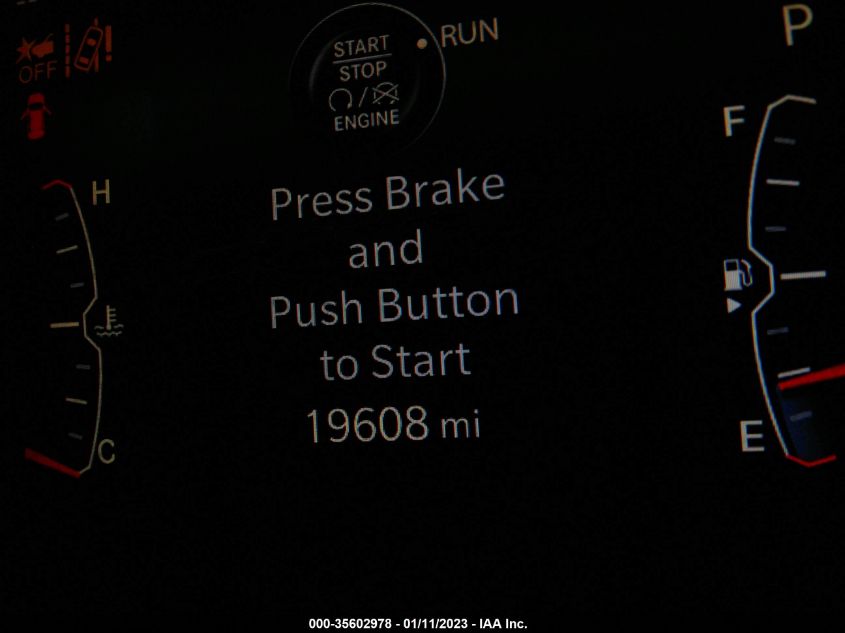 RUN
P
START
STOP
OFF
ENGINE
F
H
Press Brake
and
Push Button
to Start
19608 mi
E
C
000-35602978 - 01/11/2023 - IAA Inc.